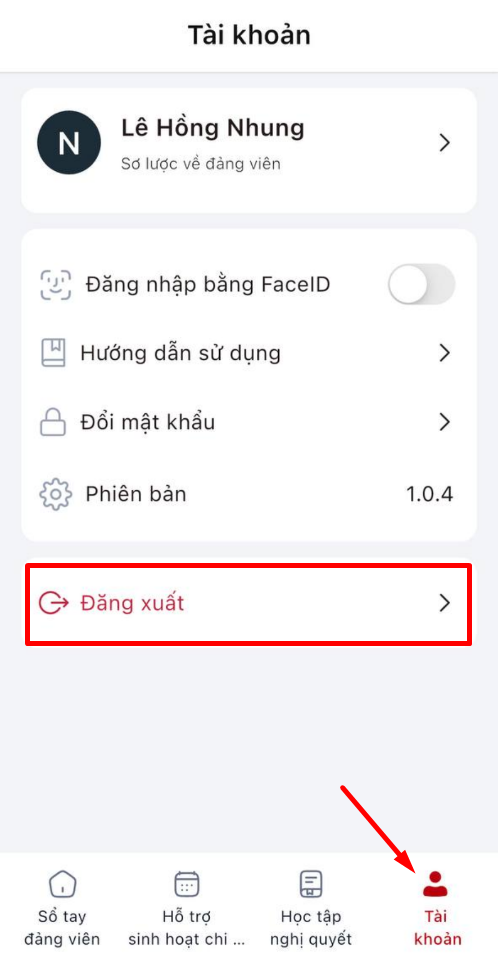 Tài khoản
N
Lê Hồng Nhung
Sơ lược về đảng viên
Đăng nhập bằng FaceID
Hướng dẫn sử dụng
Đổi mật khẩu
Phiên bản 1.0.4
Đăng xuất
Sổ tay
đảng viên
Hỗ trợ
sinh hoạt chi ...
Học tập
nghị quyết
Tài
khoản